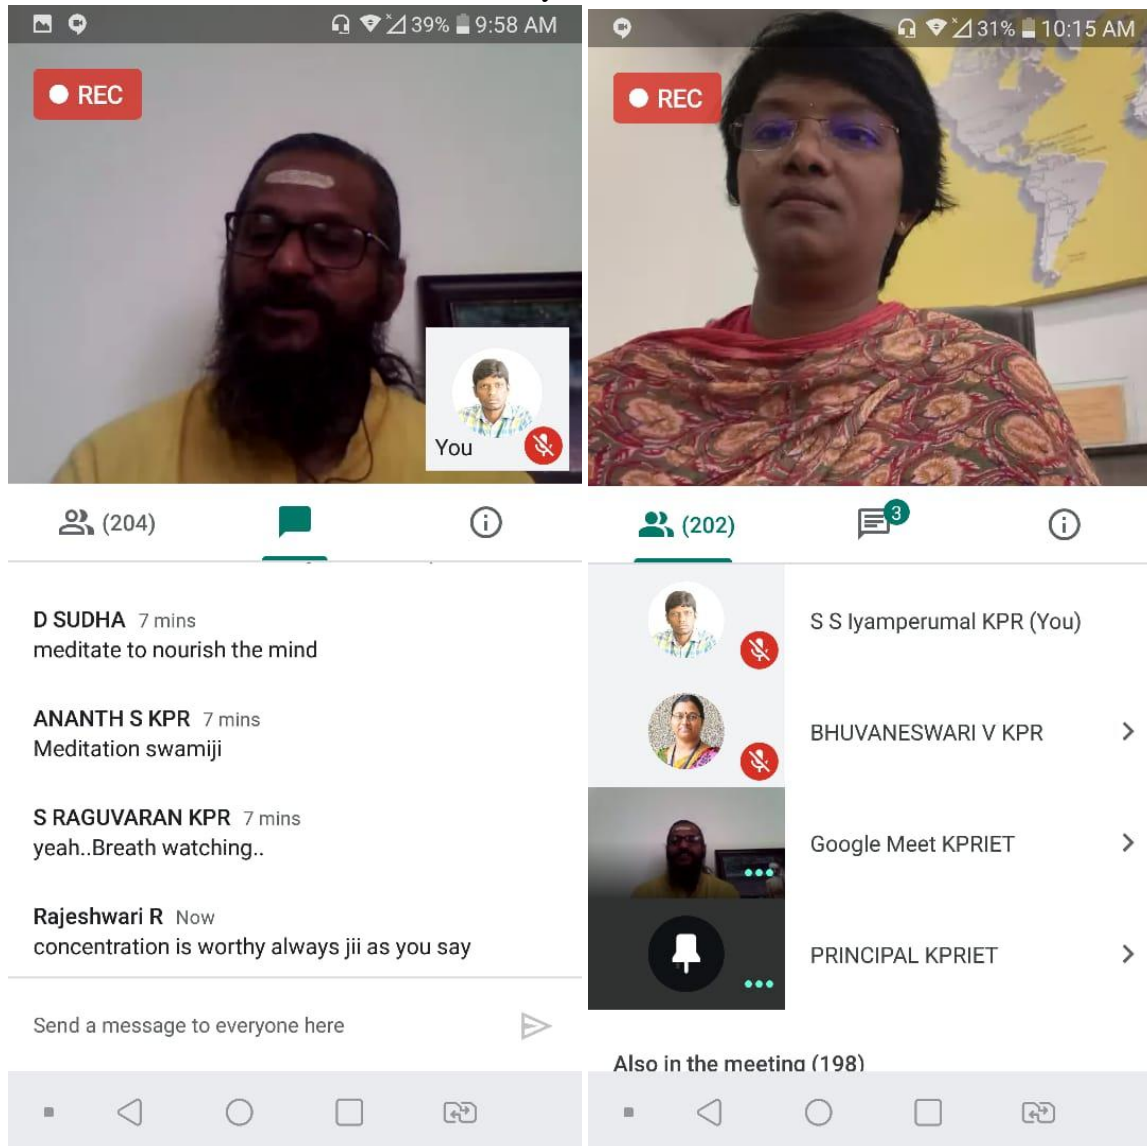 39% 9:58 AM
REC
You
(204)
D SUDHA 7 mins
meditate to nourish the mind
ANANTH S KPR 7 mins
Meditation swamiji
S RAGUVARAN KPR 7 mins
yeah..Breath watching..
Rajeshwari R Now
concentration is worthy always jii as you say
Send a message to everyone here
31% 10:15 AM
REC
(202)
3
S S Iyamperumal KPR (You)
BHUVANESWARI V KPR
Google Meet KPRIET
PRINCIPAL KPRIET
Also in the meeting (198)